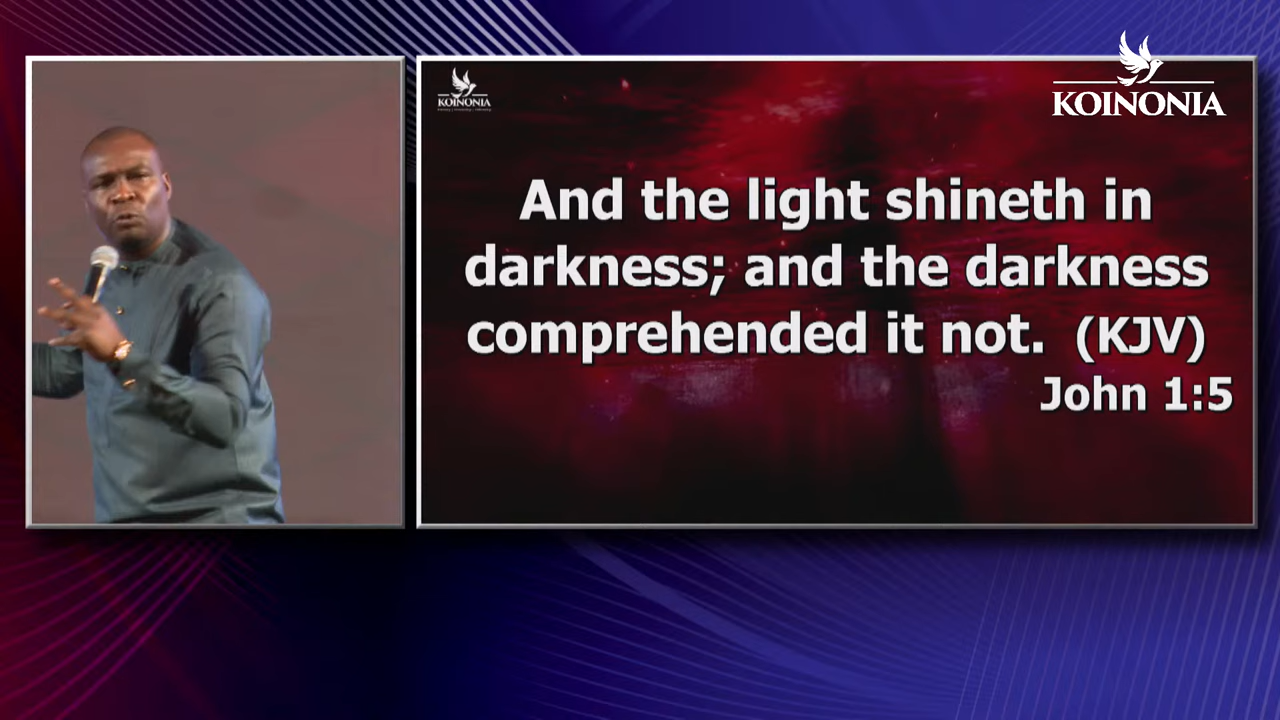 KOINONIA
KOINONIA
And the light shineth in
darkness; and the darkness
comprehended it not. (KJV)
John 1:5